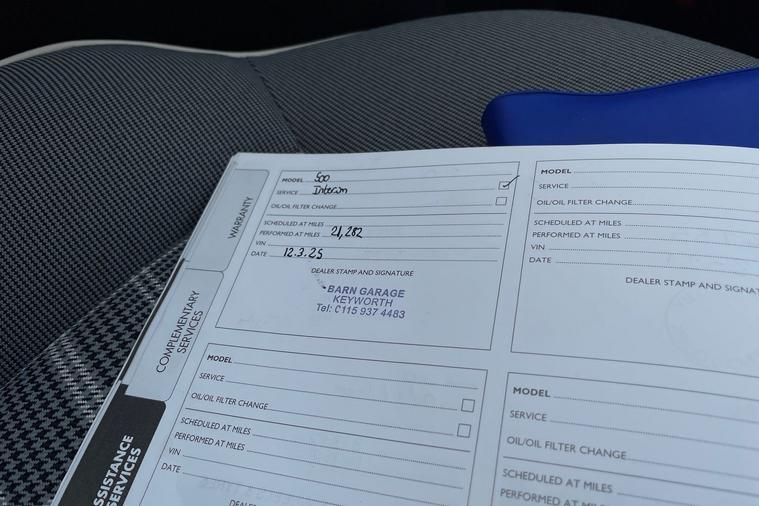 WARRANTY
COMPLEMENTARY
SERVICES
SSISTANCE
SERVICES
MODEL 500
SERVICE Interim
OIL/OIL FILTER CHANGE
SCHEDULED AT MILES
PERFORMED AT MILES 21,282
VIN
DATE 12.3.25
DEALER STAMP AND SIGNATURE
BARN GARAGE
KEYWORTH
Tel: 0115 937 4483
MODEL
SERVICE
OIL/OIL FILTER CHANGE
SCHEDULED AT MILES
PERFORMED AT MILES
VIN
DATE
DEALER STAMP AND SIGNAT
MODEL
SERVICE
OIL/OIL FILTER CHANGE
SCHEDULED AT MILES
PERFORMED AT MILES
VIN
DATE
DEALE
MODEL
SERVICE
OIL/OIL FILTER CHANGE
SCHEDULED AT MILES
PERFORMED AT MILES